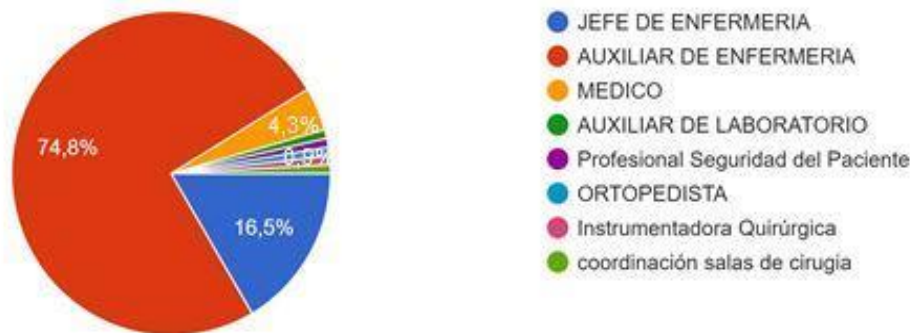 74,8%
4,3%
16,5%
JEFE DE ENFERMERIA
AUXILIAR DE ENFERMERIA
MEDICO
AUXILIAR DE LABORATORIO
Profesional Seguridad del Paciente
ORTOPEDISTA
Instrumentadora Quirúrgica
coordinación salas de cirugia